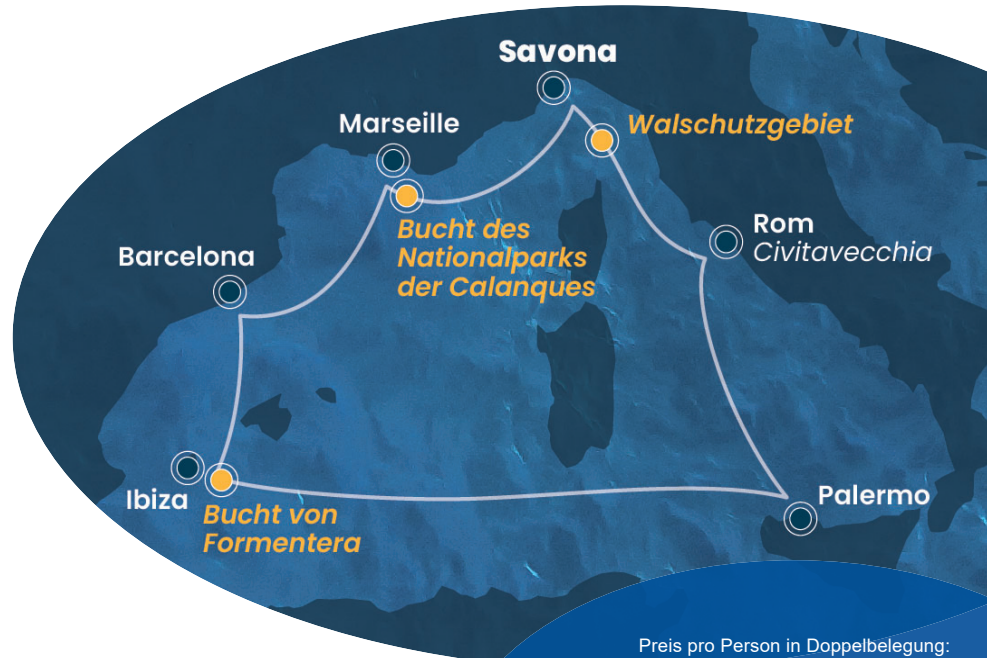 Savona
Marseille
Walschutzgebiet
Bucht des
Nationalparks
der Calanques
Rom
Civitavecchia
Barcelona
Ibiza
Bucht von
Formentera
Palermo
Preis pro Person in Doppelbelegung: